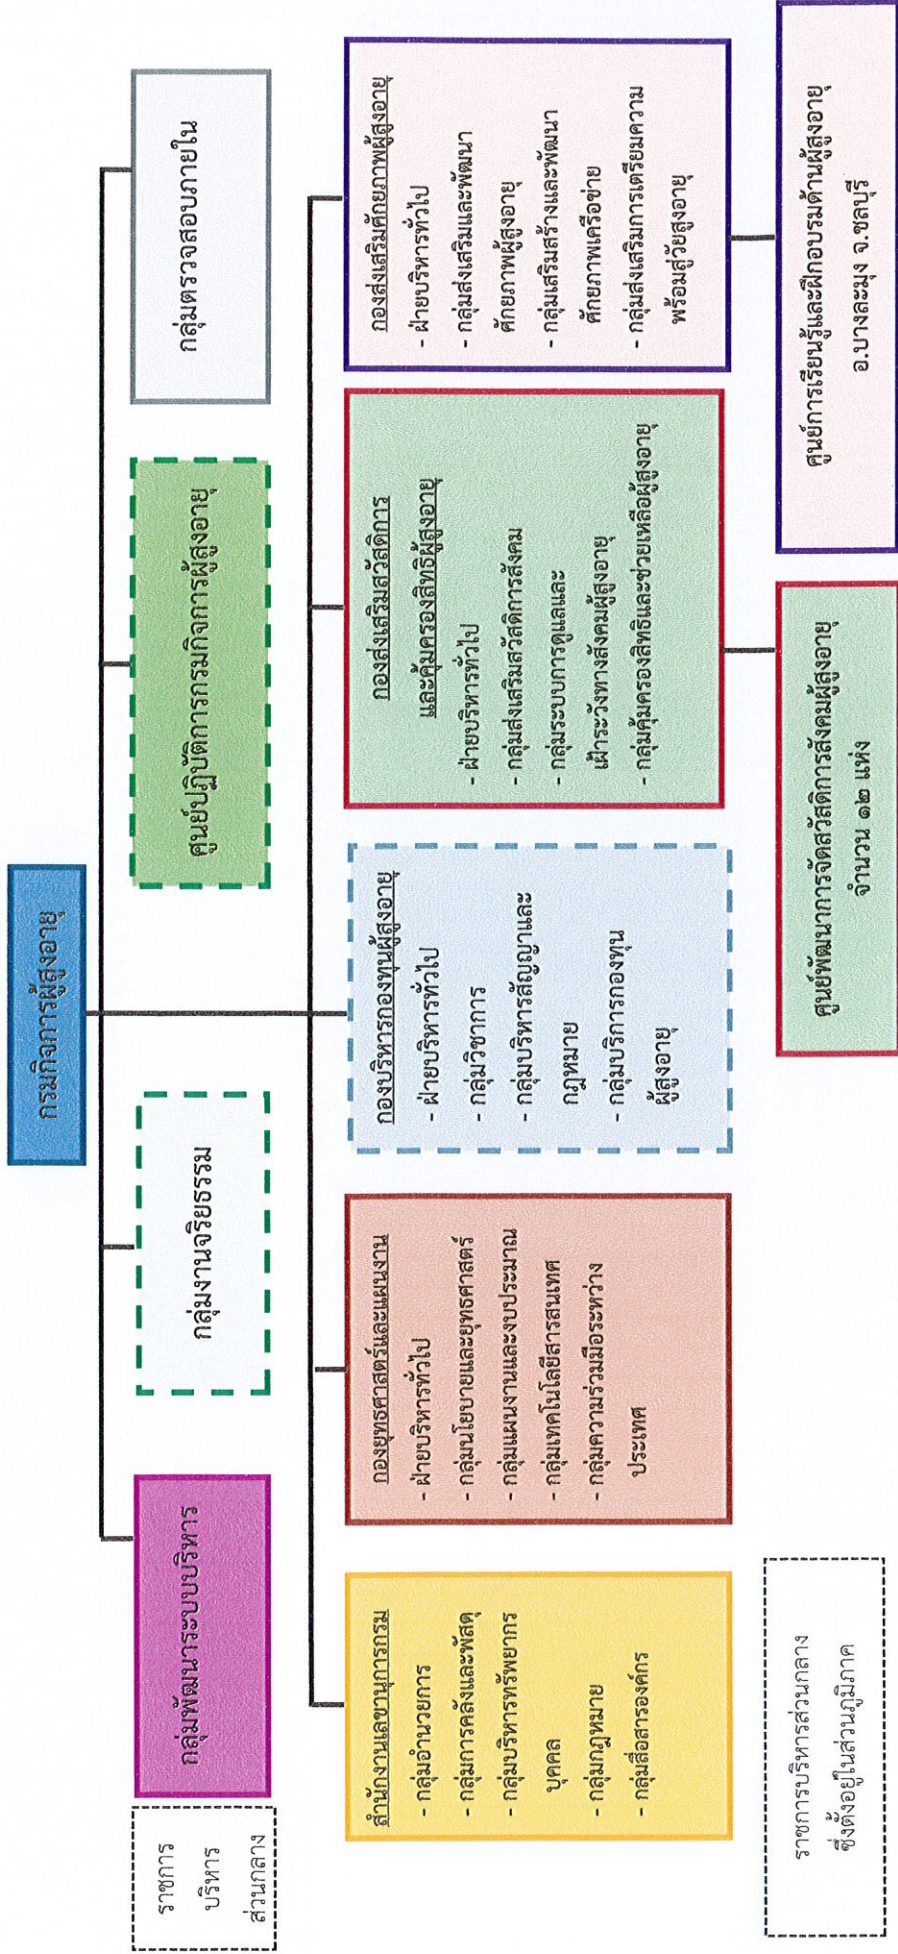 กรมกิจการผู้สูงอายุ
ราชการ
บริหาร
ส่วนกลาง
กลุ่มพัฒนาระบบบริหาร
กลุ่มงานจริยธรรม
ศูนย์ปฏิบัติการกรมกิจการผู้สูงอายุ
กลุ่มตรวจสอบภายใน
สำนักงานเลขานุการกรม
- กลุ่มอำนวยการ
- กลุ่มการคลังและพัสดุ
- กลุ่มบริหารทรัพยากร
บุคคล
- กลุ่มกฎหมาย
- กลุ่มสื่อสารองค์กร
กองยุทธศาสตร์และแผนงาน
- ฝ่ายบริหารทั่วไป
- กลุ่มนโยบายและยุทธศาสตร์
- กลุ่มแผนงานและงบประมาณ
- กลุ่มเทคโนโลยีสารสนเทศ
- กลุ่มความร่วมมือระหว่าง
ประเทศ
กองบริหารกองทุนผู้สูงอายุ
- ฝ่ายบริหารทั่วไป
- กลุ่มวิชาการ
- กลุ่มบริหารสัญญาและ
กฎหมาย
- กลุ่มบริการกองทุน
ผู้สูงอายุ
กองส่งเสริมสวัสดิการ
และคุ้มครองสิทธิผู้สูงอายุ
- ฝ่ายบริหารทั่วไป
- กลุ่มส่งเสริมสวัสดิการสังคม
- กลุ่มระบบการดูแลและ
เฝ้าระวังทางสังคมผู้สูงอายุ
- กลุ่มคุ้มครองสิทธิและช่วยเหลือผู้สูงอายุ
กองส่งเสริมศักยภาพผู้สูงอายุ
- ฝ่ายบริหารทั่วไป
- กลุ่มส่งเสริมและพัฒนา
ศักยภาพผู้สูงอายุ
- กลุ่มเสริมสร้างและพัฒนา
ศักยภาพเครือข่าย
- กลุ่มส่งเสริมการเตรียมความ
พร้อมสู่วัยสูงอายุ
ราชการบริหารส่วนกลาง
ซึ่งตั้งอยู่ในส่วนภูมิภาค
ศูนย์พัฒนาการจัดสวัสดิการสังคมผู้สูงอายุ
จำนวน ๑๒ แห่ง
ศูนย์การเรียนรู้และฝึกอบรมด้านผู้สูงอายุ
อ.บางละมุง จ.ชลบุรี